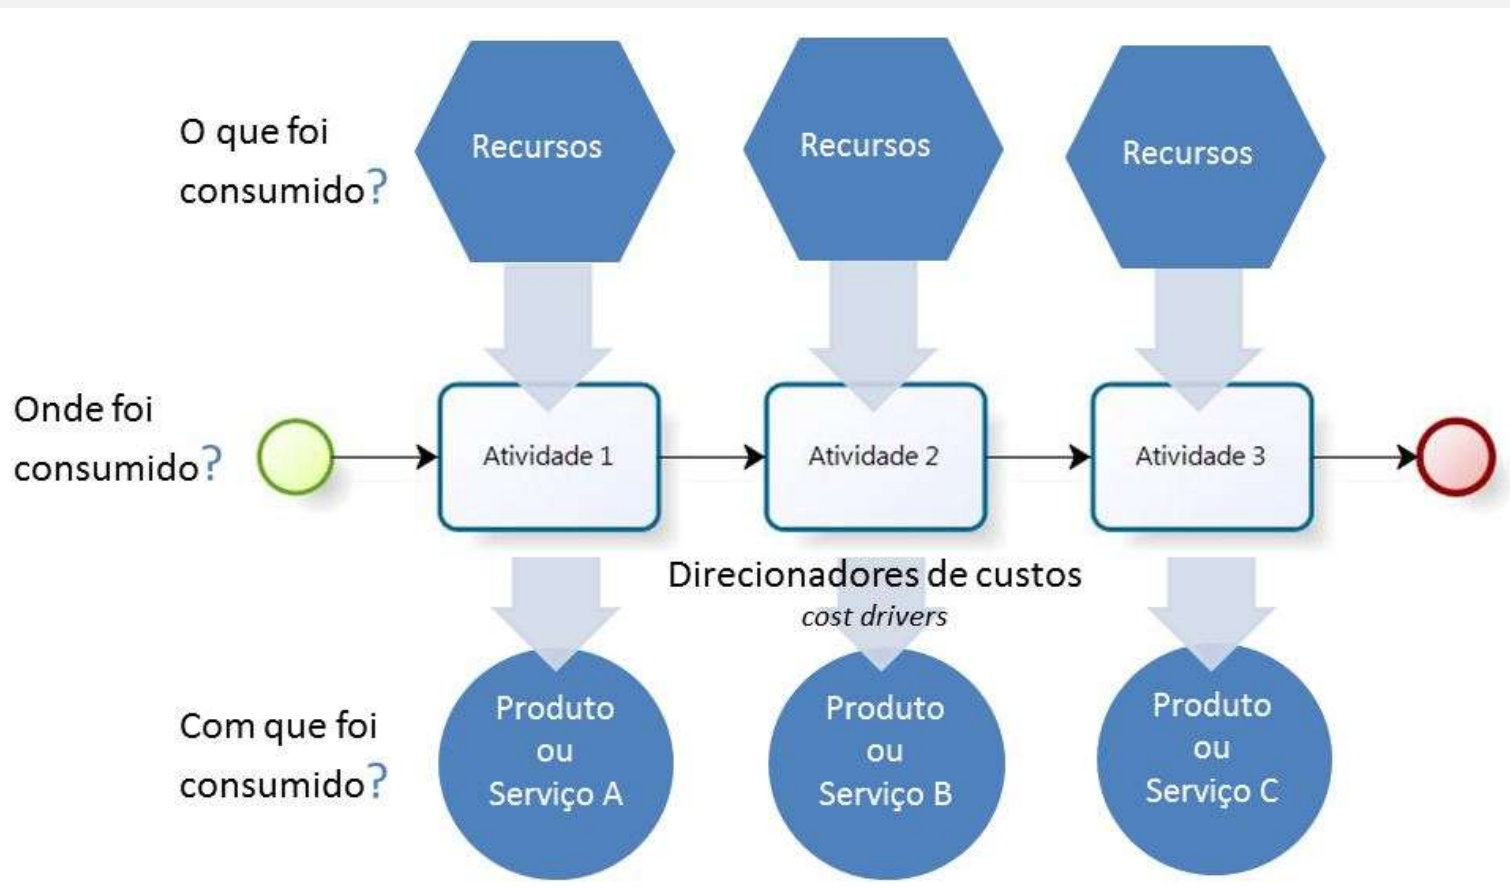 O que foi
consumido?
Recursos
Recursos
Recursos
Onde foi
consumido?
Atividade 1
Atividade 2
Atividade 3
Direcionadores de custos
cost drivers
Com que foi
consumido?
Produto
ou
Serviço A
Produto
ou
Serviço B
Produto
ou
Serviço C